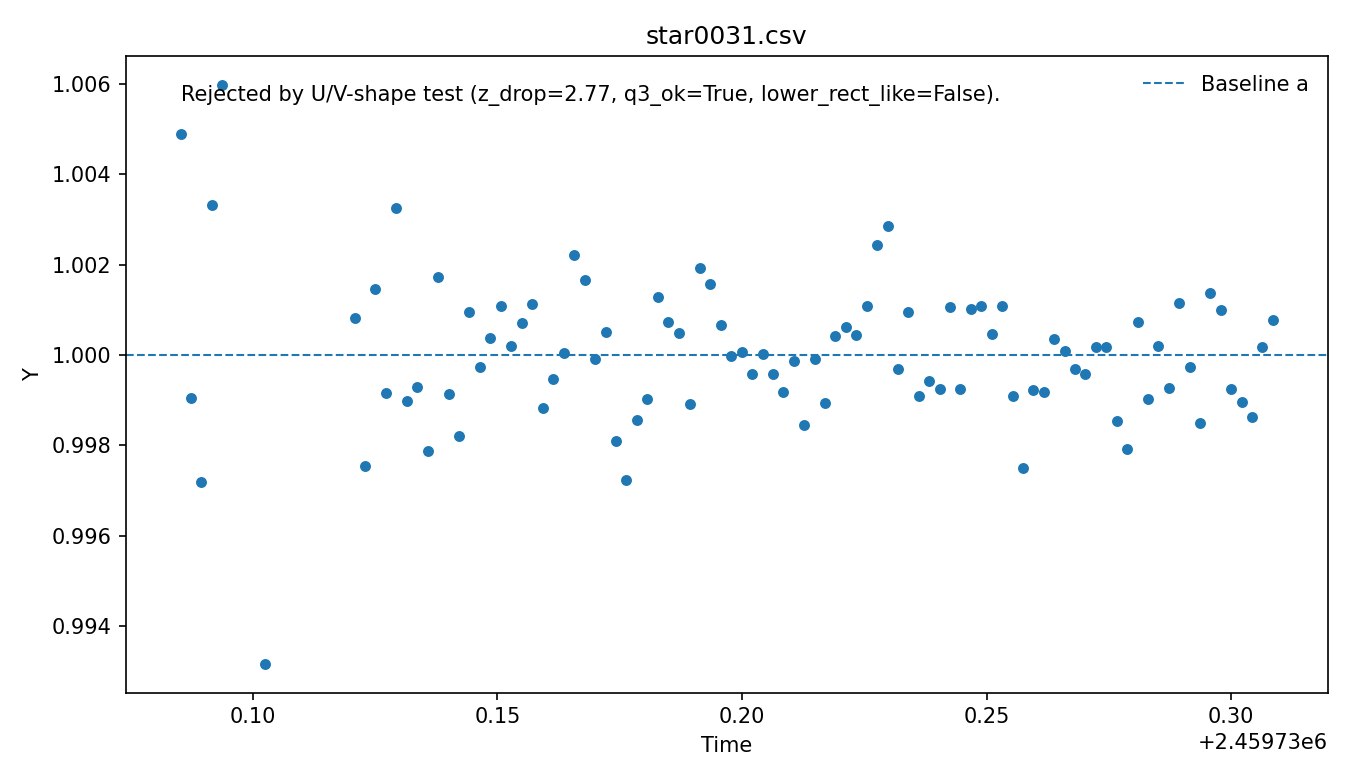 star0031.csv
Rejected by U/V-shape test (z_drop=2.77, q3_ok=True, lower_rect_like=False).
Baseline a
1.006
1.004
1.002
1.000
0.998
0.996
0.994
Y
0.10 0.15 0.20 0.25 0.30
Time
+2.45973e6